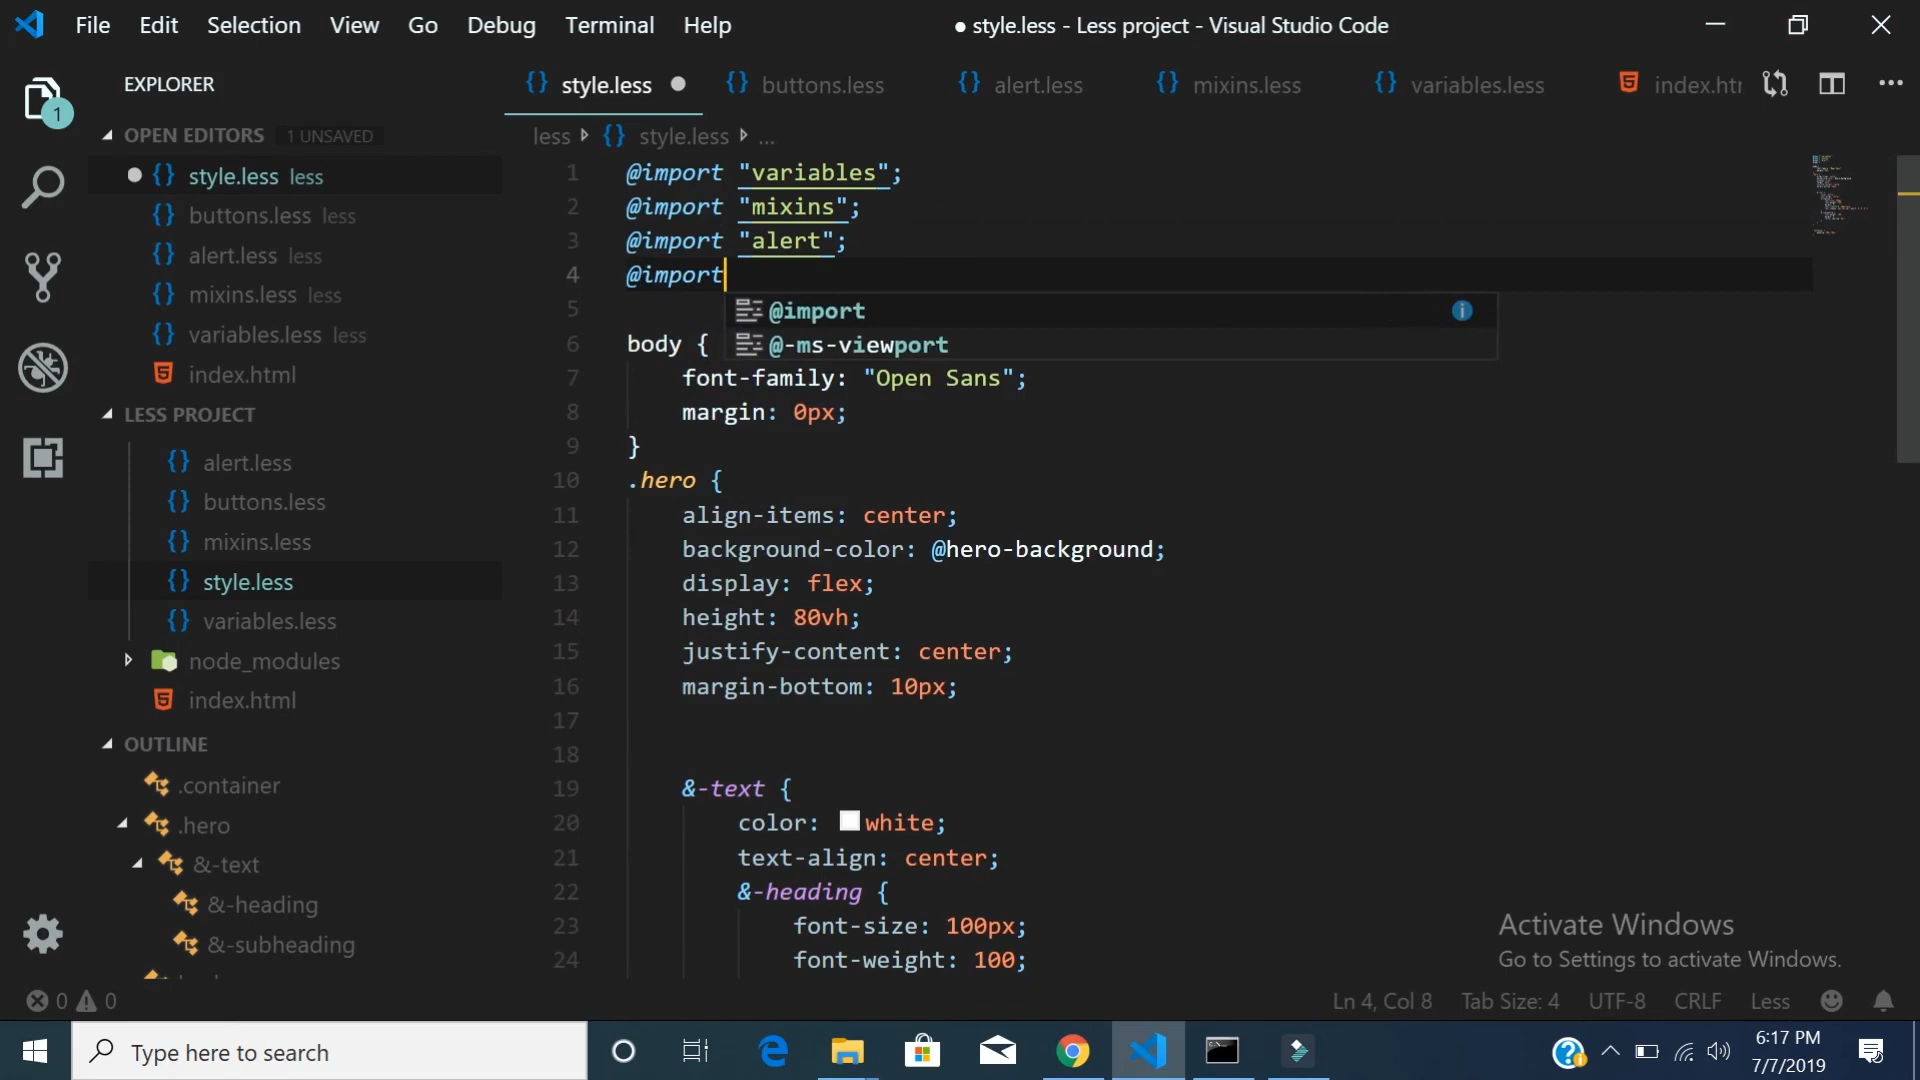 File Edit Selection View Go Debug Terminal Help
● style.less - Less project - Visual Studio Code
EXPLORER
1
OPEN EDITORS 1 UNSAVED
style.less less
buttons.less less
alert.less less
mixins.less less
variables.less less
index.html
LESS PROJECT
alert.less
buttons.less
mixins.less
style.less
variables.less
node_modules
index.html
OUTLINE
.container
.hero
&-text
&-heading
&-subheading
style.less buttons.less alert.less mixins.less variables.less index.htm
less style.less ...
1 @import "variables";
2 @import "mixins";
3 @import "alert";
4 @import
@import
@-ms-viewport
5
6 body {
7 font-family: "Open Sans";
8 margin: 0px;
9 }
10 .hero {
11 align-items: center;
12 background-color: @hero-background;
13 display: flex;
14 height: 80vh;
15 justify-content: center;
16 margin-bottom: 10px;
17
18
19 &-text {
20 color: white;
21 text-align: center;
22 &-heading {
23 font-size: 100px;
24 font-weight: 100;
Activate Windows
Go to Settings to activate Windows.
0 0
Ln 4, Col 8 Tab Size: 4 UTF-8 CRLF Less
Type here to search
6:17 PM
7/7/2019